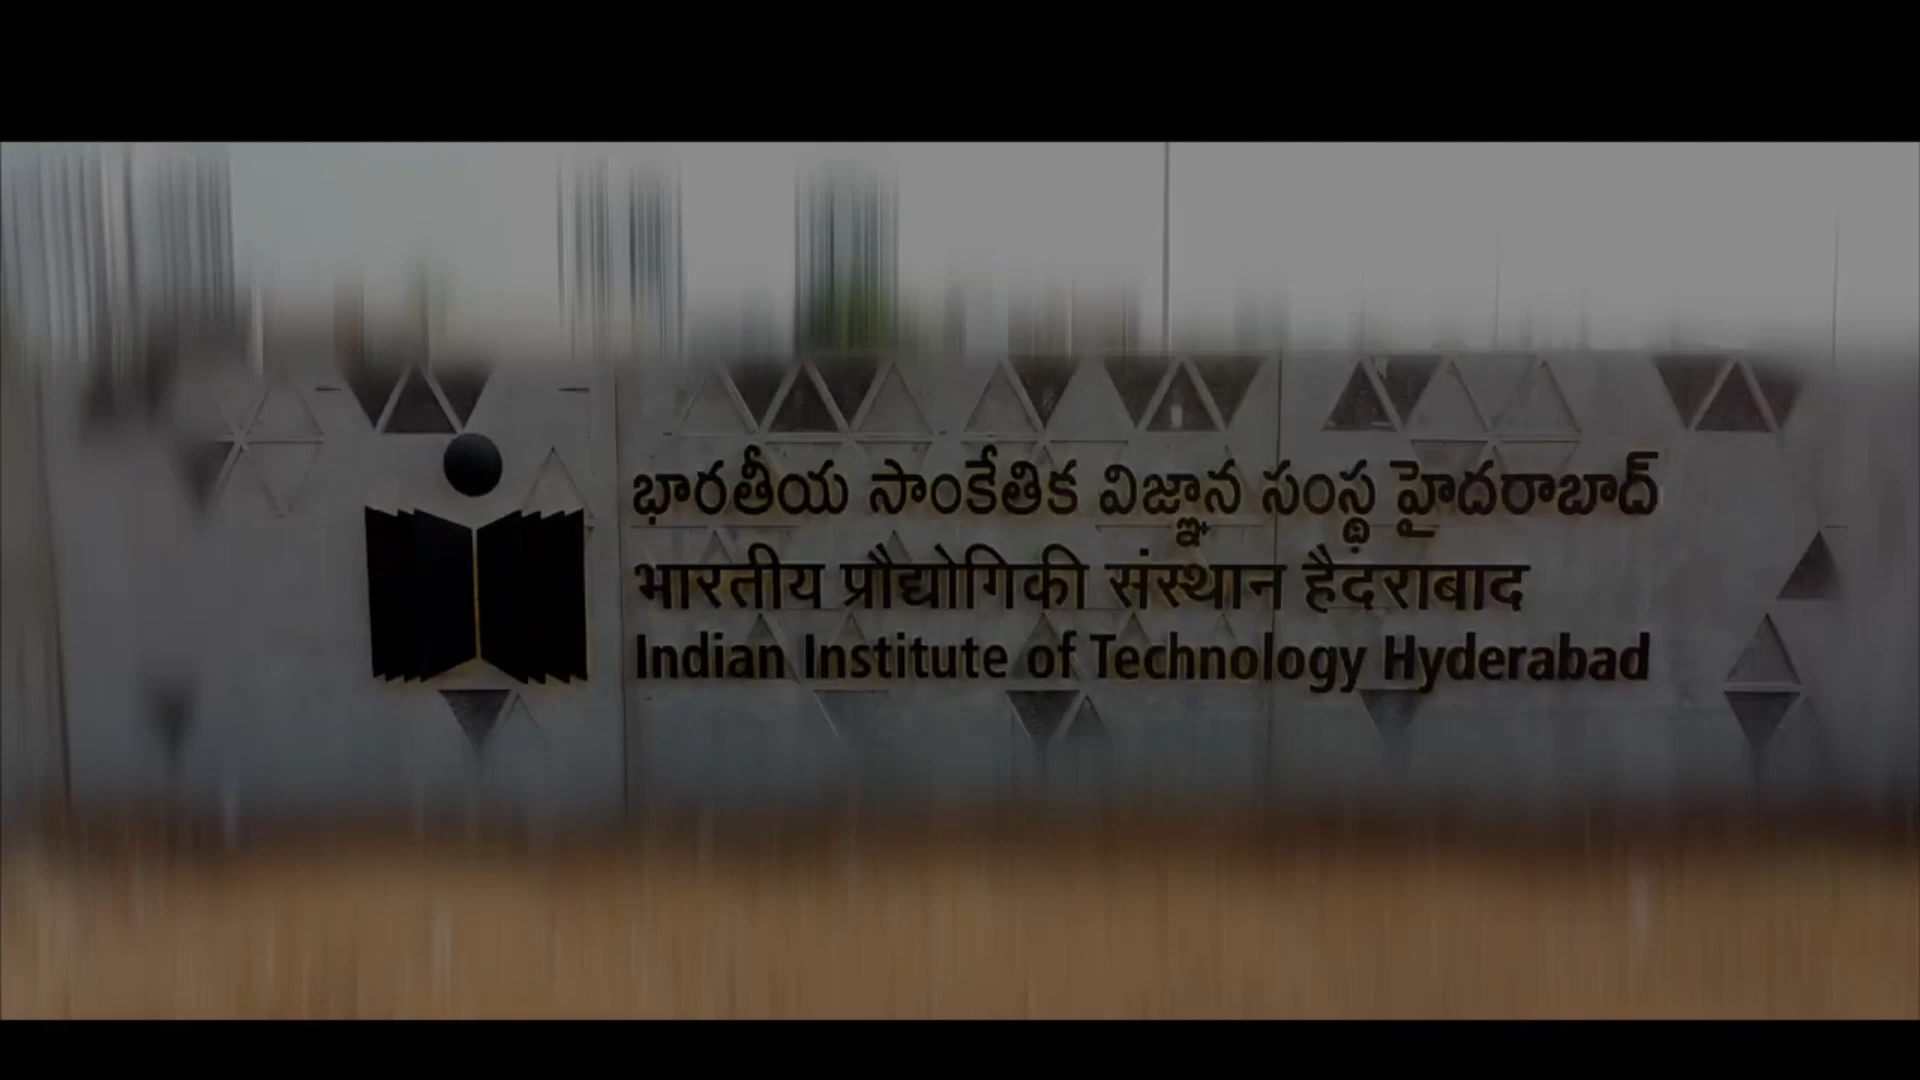 భారతీయ సాంకేతిక విజ్ఞాన సంస్థ హైదరాబాద్
भारतीय प्रौद्योगिकी संस्थान हैदराबाद
Indian Institute of Technology Hyderabad